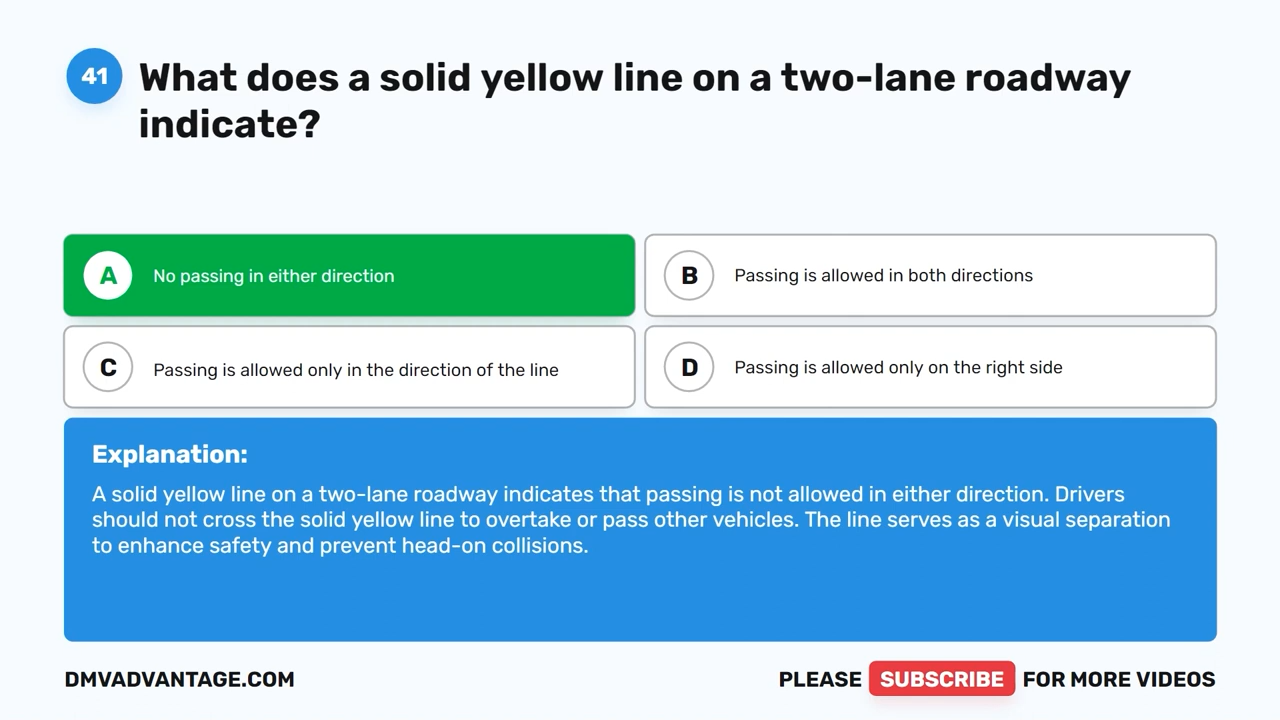 41
What does a solid yellow line on a two-lane roadway
indicate?
A No passing in either direction
B Passing is allowed in both directions
C Passing is allowed only in the direction of the line
D Passing is allowed only on the right side
Explanation:
A solid yellow line on a two-lane roadway indicates that passing is not allowed in either direction. Drivers
should not cross the solid yellow line to overtake or pass other vehicles. The line serves as a visual separation
to enhance safety and prevent head-on collisions.
DMVADVANTAGE.COM
PLEASE SUBSCRIBE FOR MORE VIDEOS